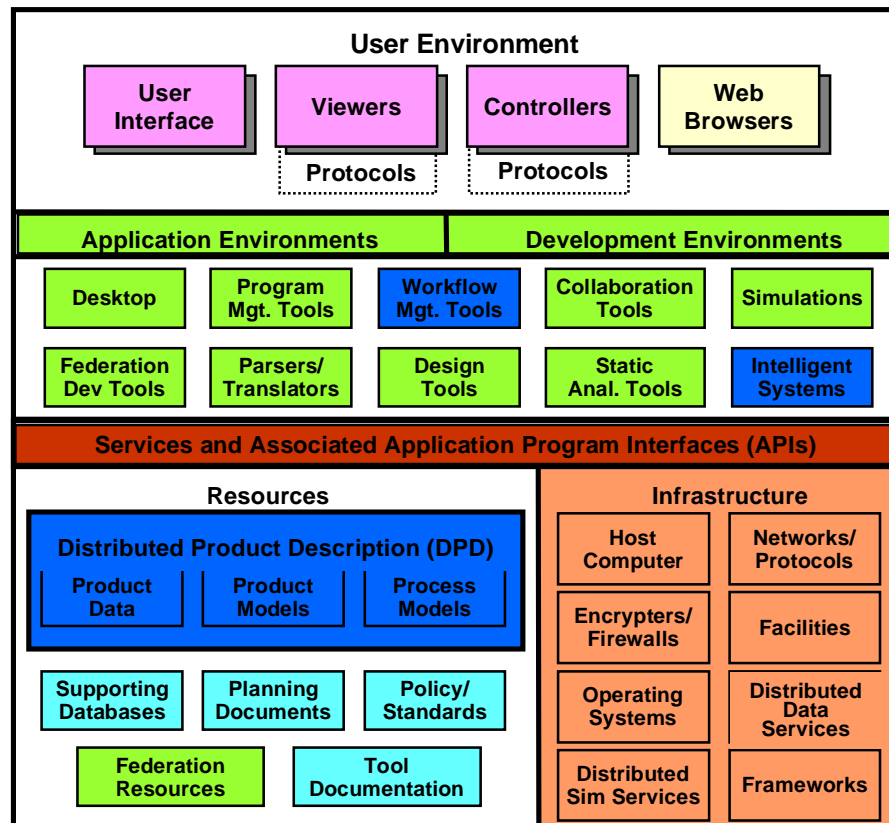 User Environment
User
Interface
Viewers
Controllers
Web
Browsers
Protocols
Protocols
Application Environments
Development Environments
Desktop
Program
Mgt. Tools
Workflow
Mgt. Tools
Collaboration
Tools
Simulations
Federation
Dev Tools
Parsers/
Translators
Design
Tools
Static
Anal. Tools
Intelligent
Systems
Services and Associated Application Program Interfaces (APIs)
Resources
Distributed Product Description (DPD)
Product
Data
Product
Models
Process
Models
Supporting
Databases
Planning
Documents
Policy/
Standards
Federation
Resources
Tool
Documentation
Infrastructure
Host
Computer
Networks/
Protocols
Encrypters/
Firewalls
Facilities
Operating
Systems
Distributed
Data
Services
Distributed
Sim Services
Frameworks